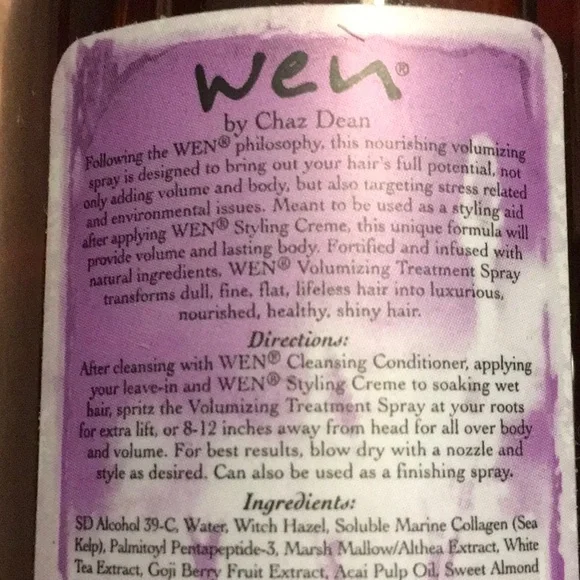 wen®
by Chaz Dean
Following the WEN® philosophy, this nourishing volumizing
spray is designed to bring out your hair's full potential, not
only adding volume and body, but also targeting stress related
and environmental issues. Meant to be used as a styling aid
after applying WEN® Styling Creme, this unique formula will
provide volume and lasting body. Fortified and infused with
natural ingredients, WEN® Volumizing Treatment Spray
transforms dull, fine, flat, lifeless hair into luxurious,
nourished, healthy, shiny hair.
Directions:
After cleansing with WEN® Cleansing Conditioner, applying
your leave-in and WEN® Styling Creme to soaking wet
hair, spritz the Volumizing Treatment Spray at your roots
for extra lift, or 8-12 inches away from head for all over body
and volume. For best results, blow dry with a nozzle and
style as desired. Can also be used as a finishing spray.
Ingredients:
SD Alcohol 39-C, Water, Witch Hazel, Soluble Marine Collagen (Sea
Kelp), Palmitoyl Pentapeptide-3, Marsh Mallow/Althea Extract, White
Tea Extract, Goji Berry Fruit Extract, Acai Pulp Oil, Sweet Almond